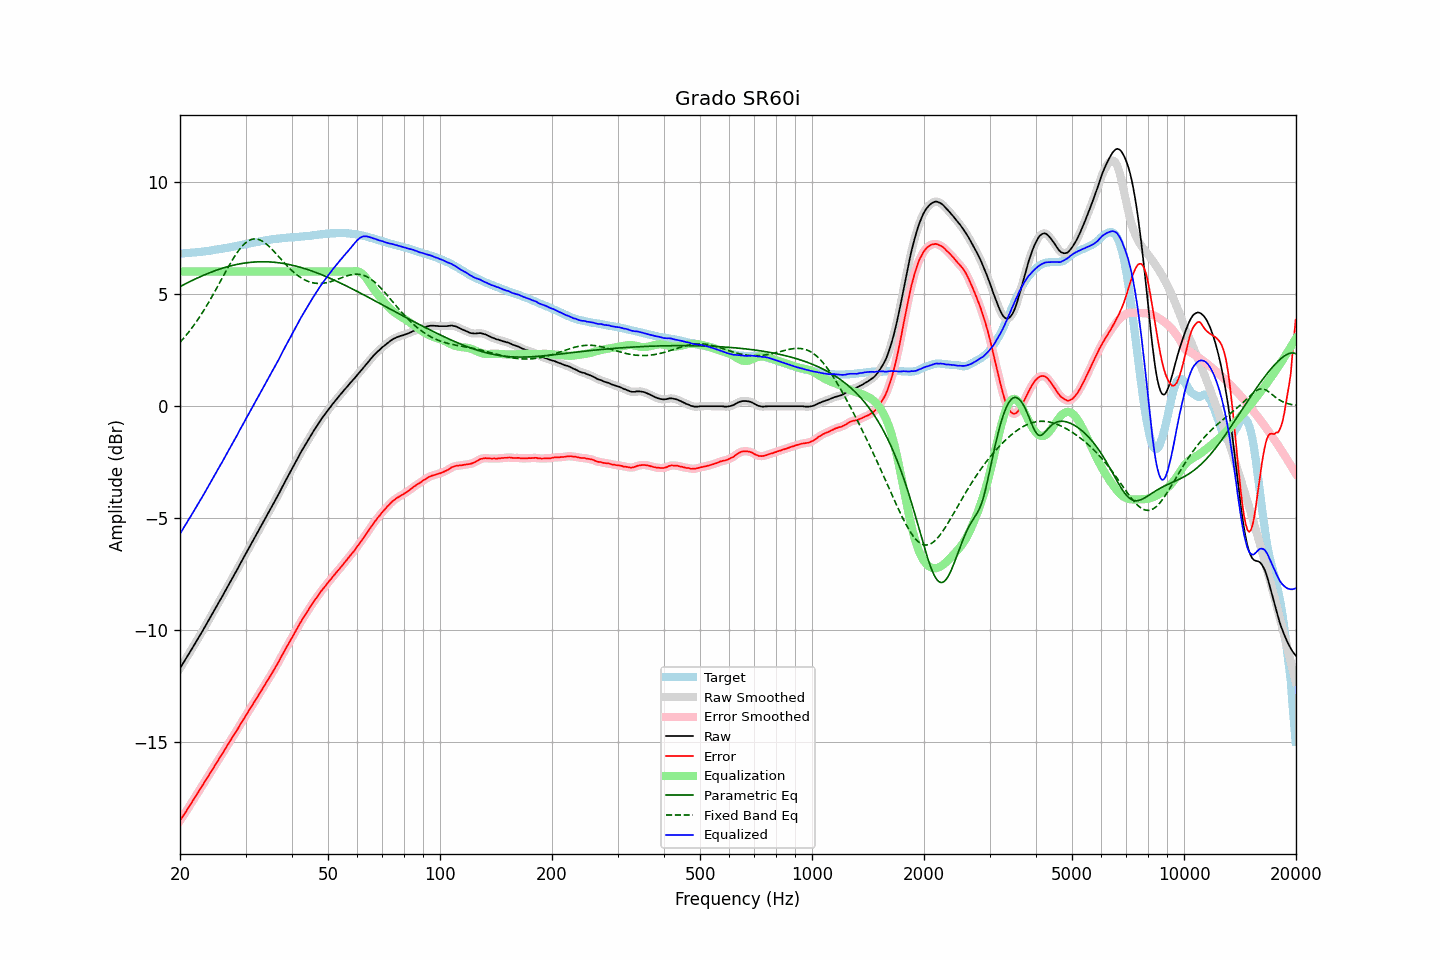 Grado SR60i
Amplitude (dBr)
10
5
0
−5
−10
−15
Target
Raw Smoothed
Error Smoothed
Raw
Error
Equalization
Parametric Eq
Fixed Band Eq
Equalized
20 50 100 200 500 1000 2000 5000 10000 20000
Frequency (Hz)